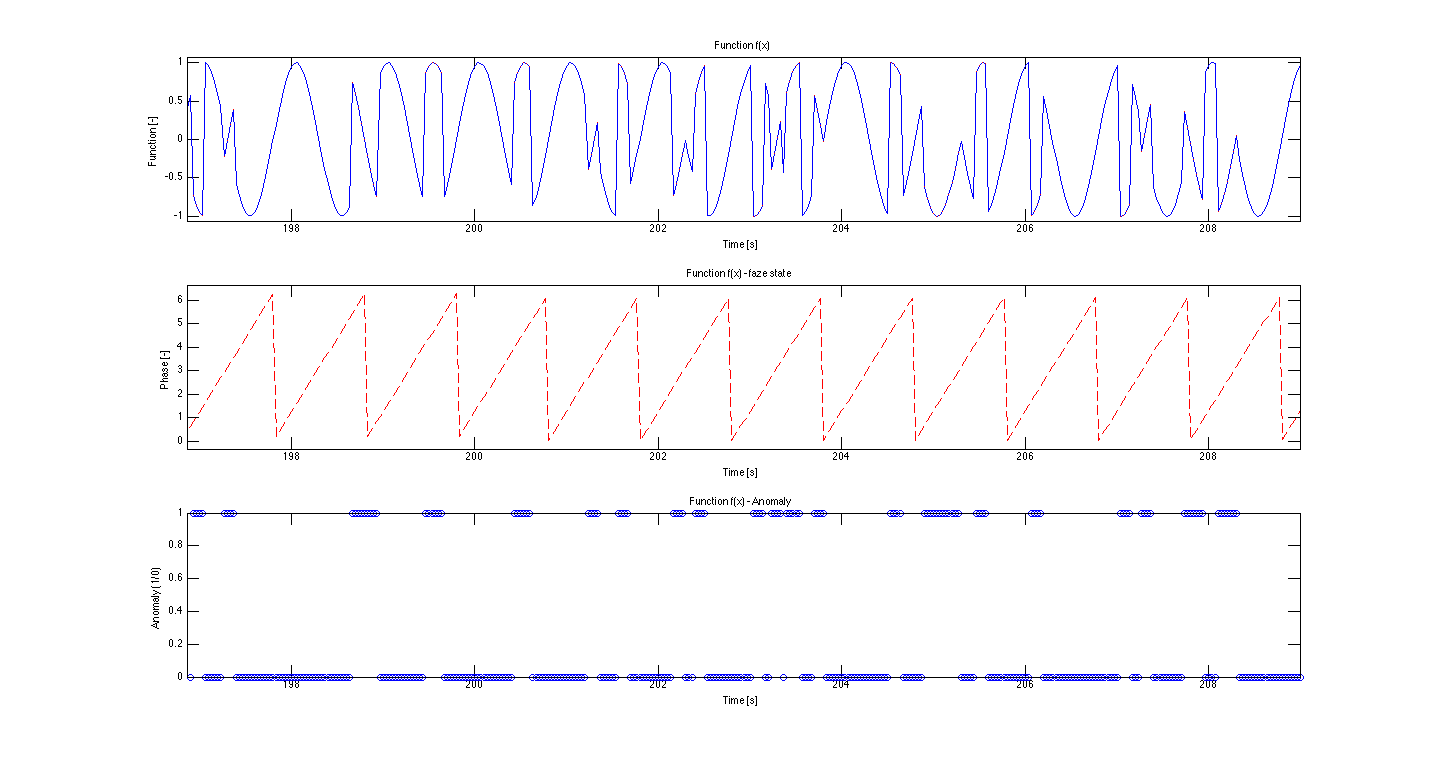 Function f(x)
1
0.5
0
-0.5
-1
Function [-]
198 200 202 204 206 208
Time [s]
Function f(x) - faze state
6
5
4
3
2
1
0
Phase [-]
198 200 202 204 206 208
Time [s]
Function f(x) - Anomaly
1
0.8
0.6
0.4
0.2
0
Anomaly (1/0)
198 200 202 204 206 208
Time [s]